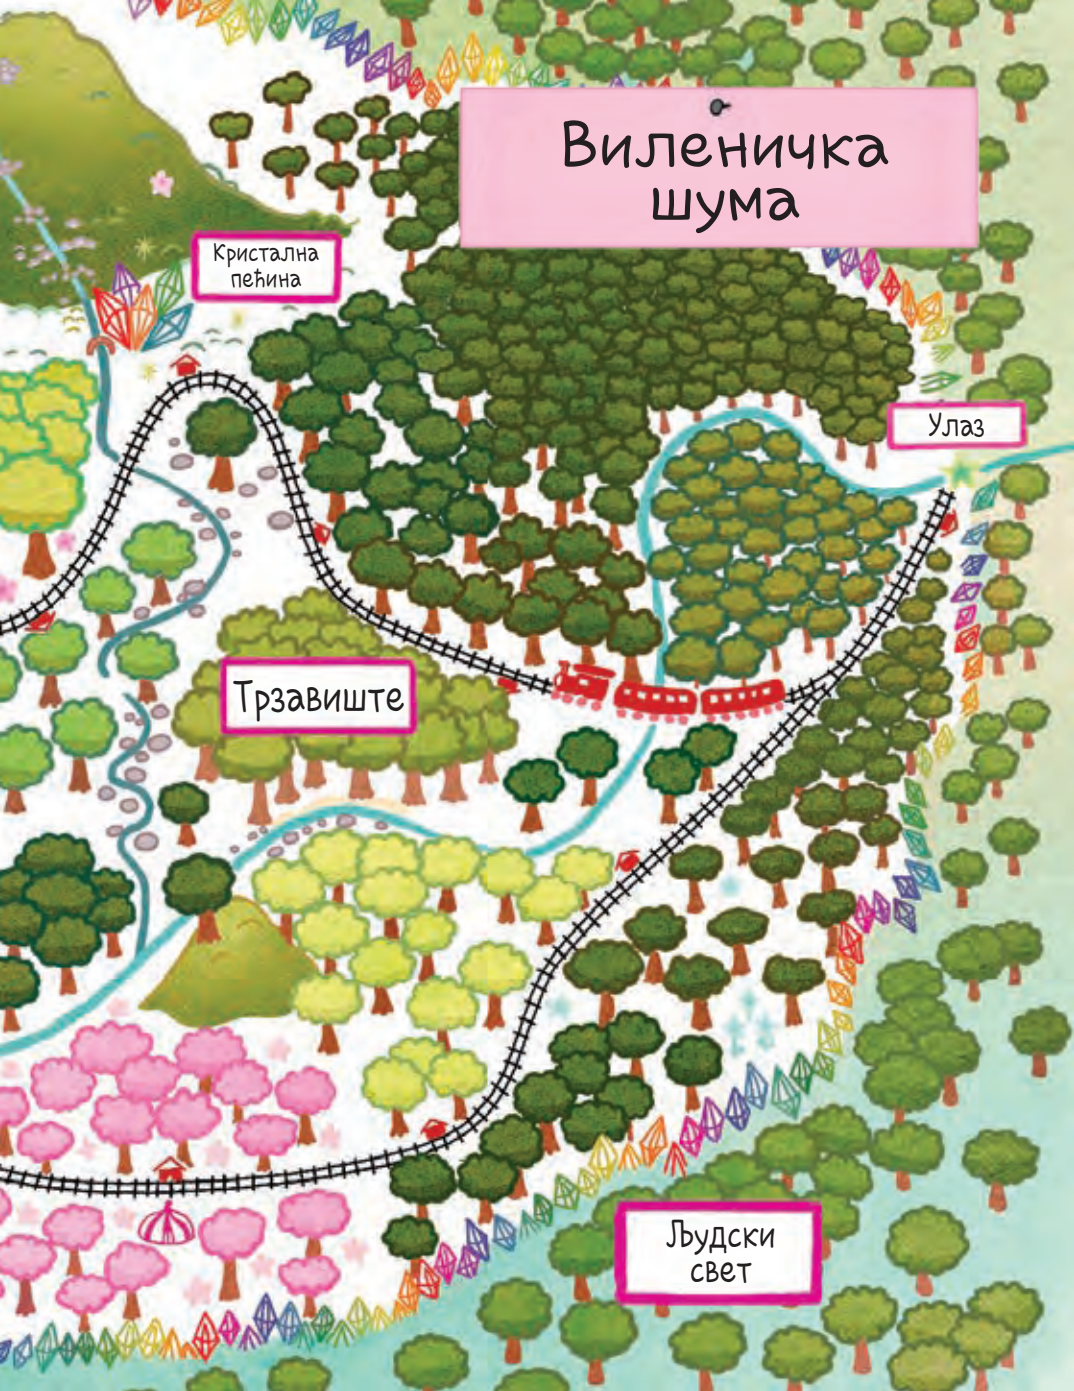 Виленичка
шума
Кристална
пећина
Улаз
Трзавиште
Људски
свет